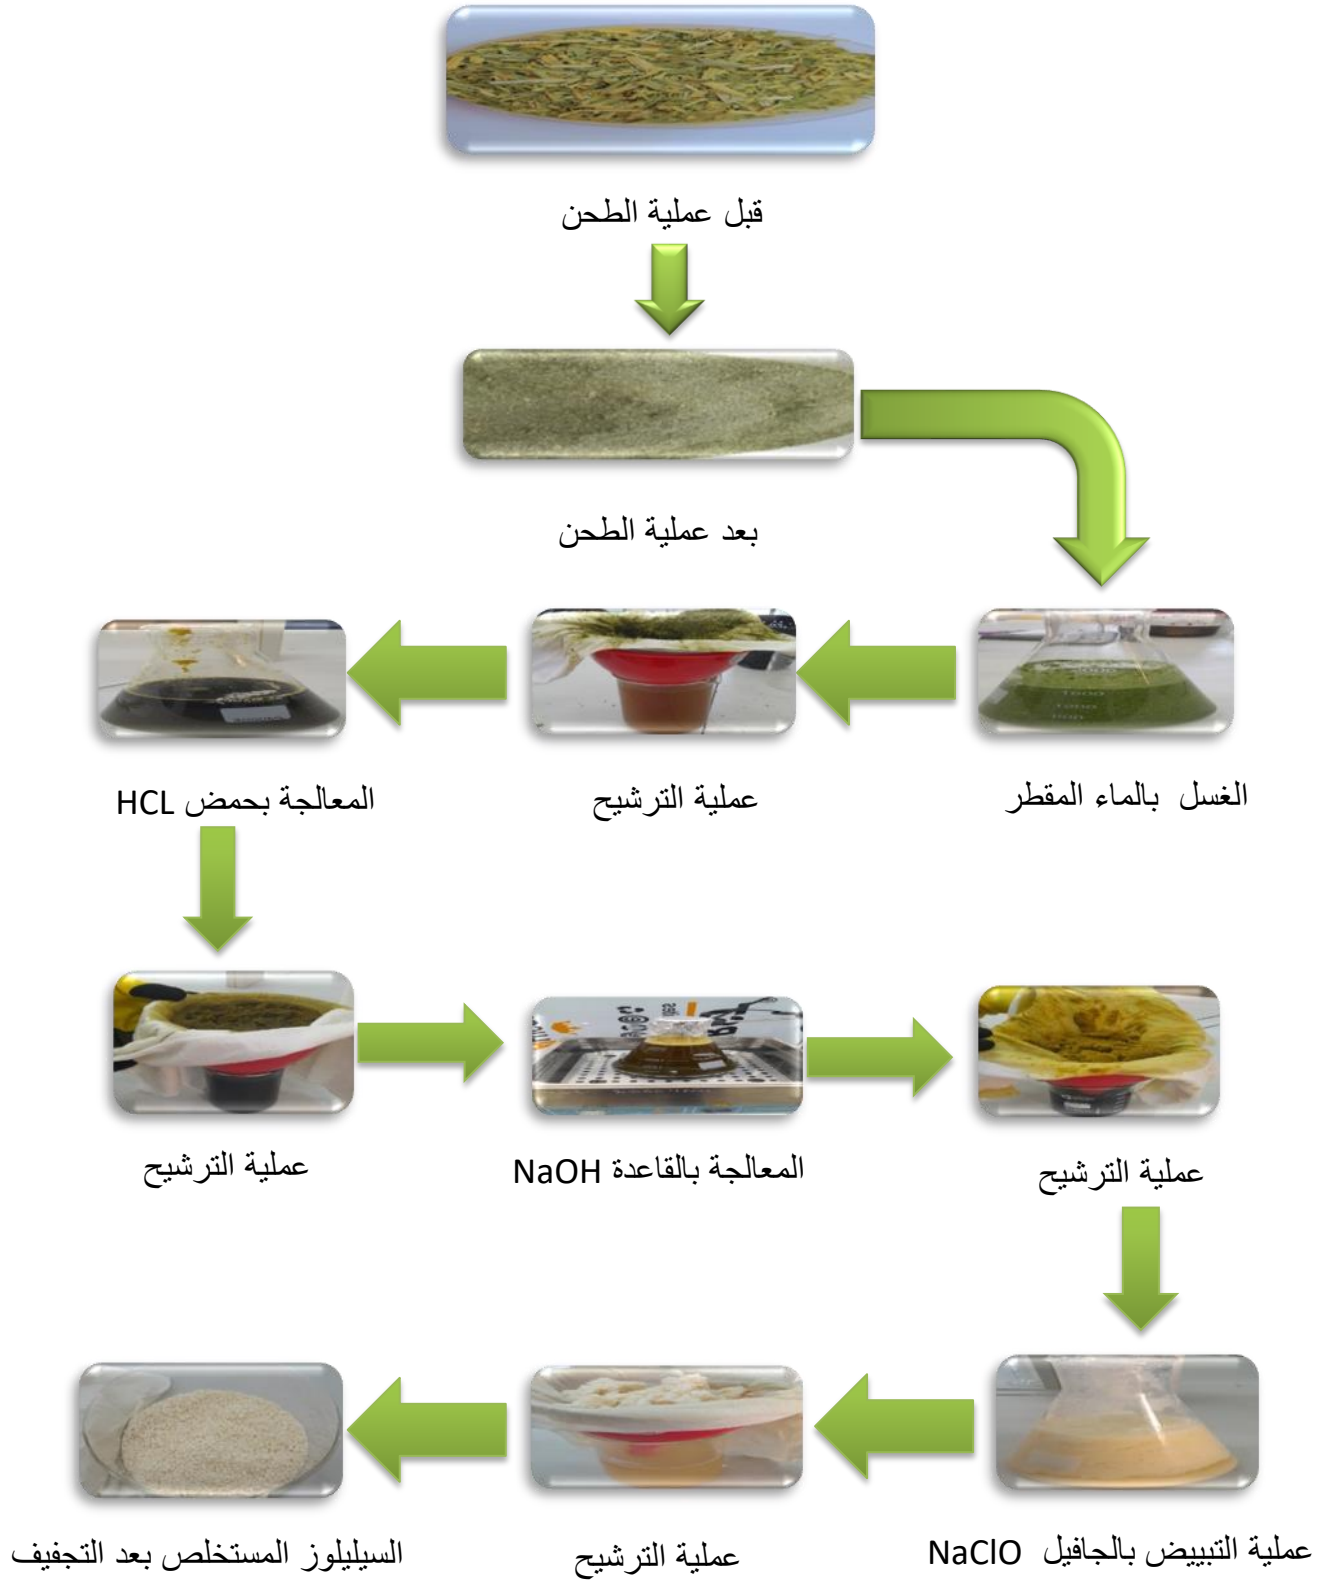 قبل عملية الطحن
بعد عملية الطحن
الغسل بالماء المقطر
عملية الترشيح
المعالجة بحمض HCL
عملية الترشيح
المعالجة بالقاعدة NaOH
عملية الترشيح
عملية التبييض بالجافيل NaClO
عملية الترشيح
السيليلوز المستخلص بعد التجفيف